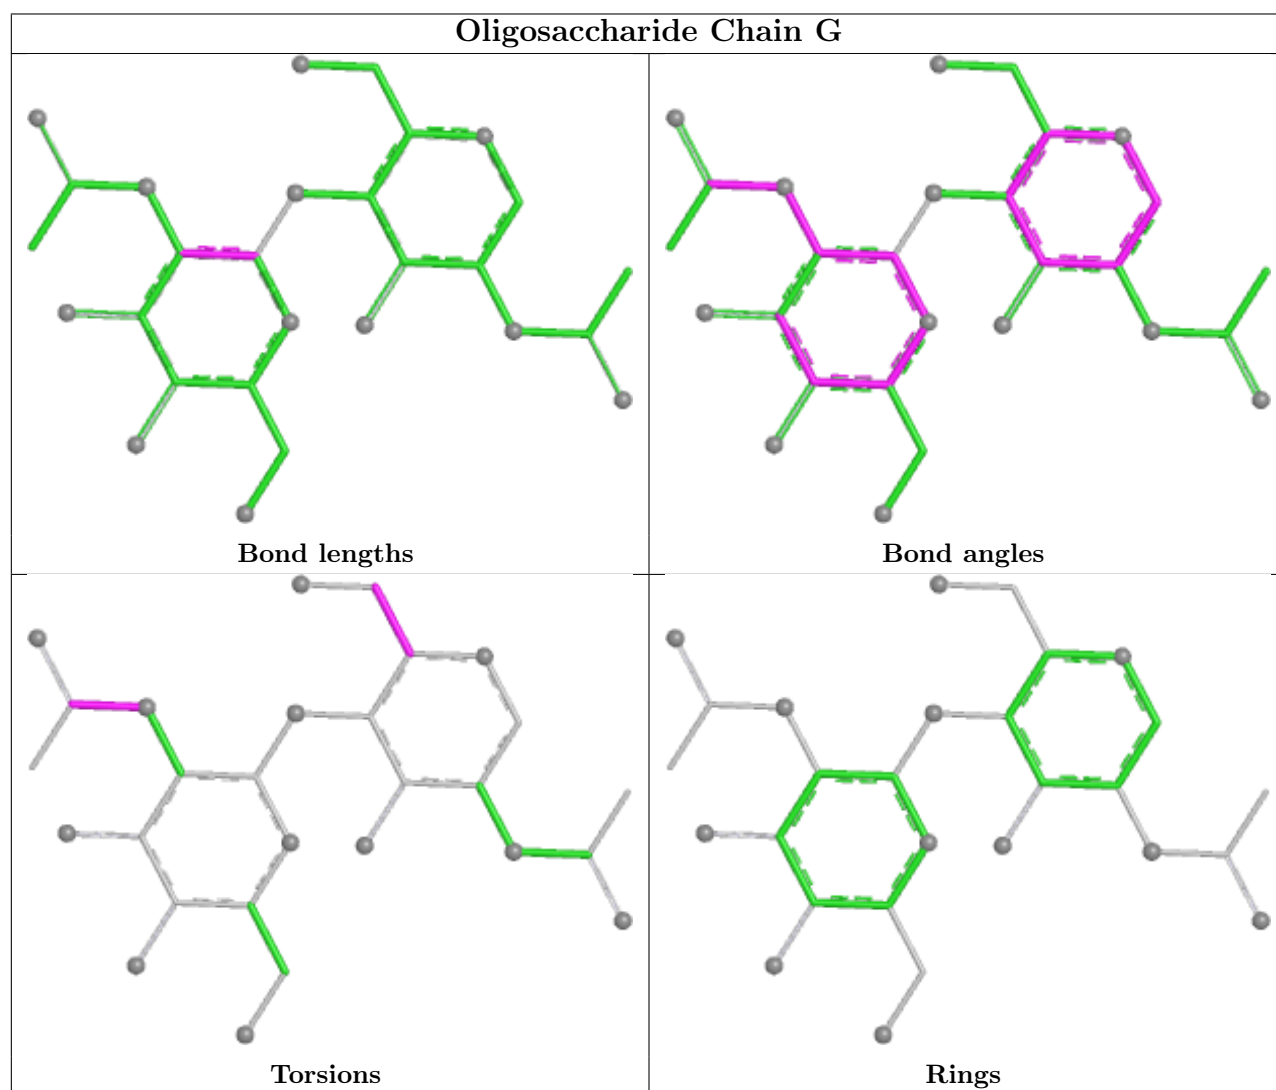 Oligosaccharide Chain G
Bond lengths
Bond angles
Torsions
Rings